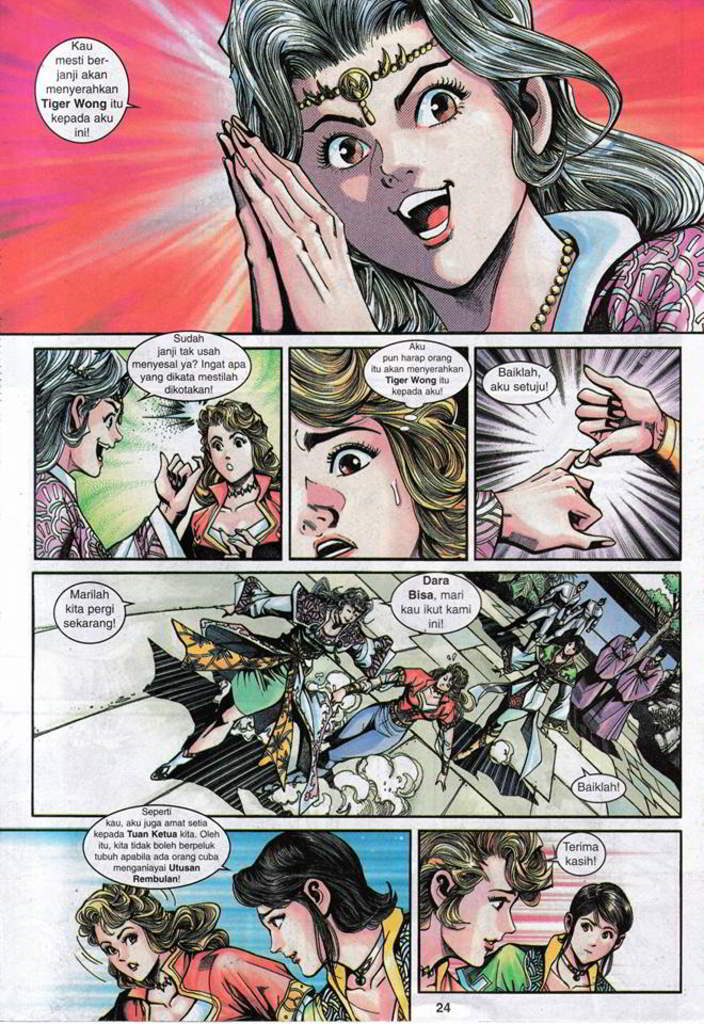 Kau
mesti ber-
janji akan
menyerahkan
Tiger Wong itu
kepada aku
ini!
Sudah
janji tak usah
menyesal ya? Ingat apa
yang dikata mestilah
dikotakan!
Aku
pun harap orang
itu akan menyerahkan
Tiger Wong itu
kepada aku!
Baiklah,
aku setuju!
Marilah
kita pergi
sekarang!
Dara
Bisa, mari
kau ikut kami
ini!
Baiklah!
Seperti
kau, aku juga amat setia
kepada Tuan Ketua kita. Oleh
itu, kita tidak boleh berpeluk
tubuh apabila ada orang cuba
menganiayai Utusan
Rembulan!
Terima
kasih!
24